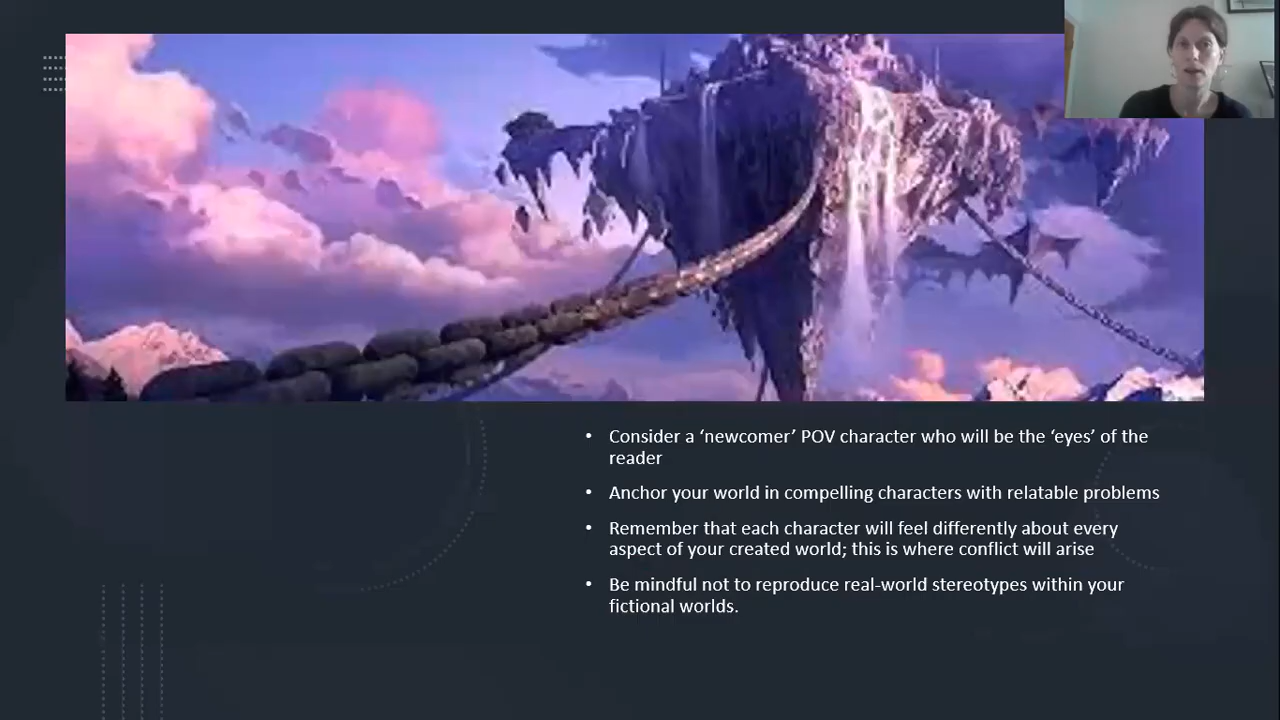 • Consider a ‘newcomer’ POV character who will be the ‘eyes’ of the
reader
• Anchor your world in compelling characters with relatable problems
• Remember that each character will feel differently about every
aspect of your created world; this is where conflict will arise
• Be mindful not to reproduce real-world stereotypes within your
fictional worlds.